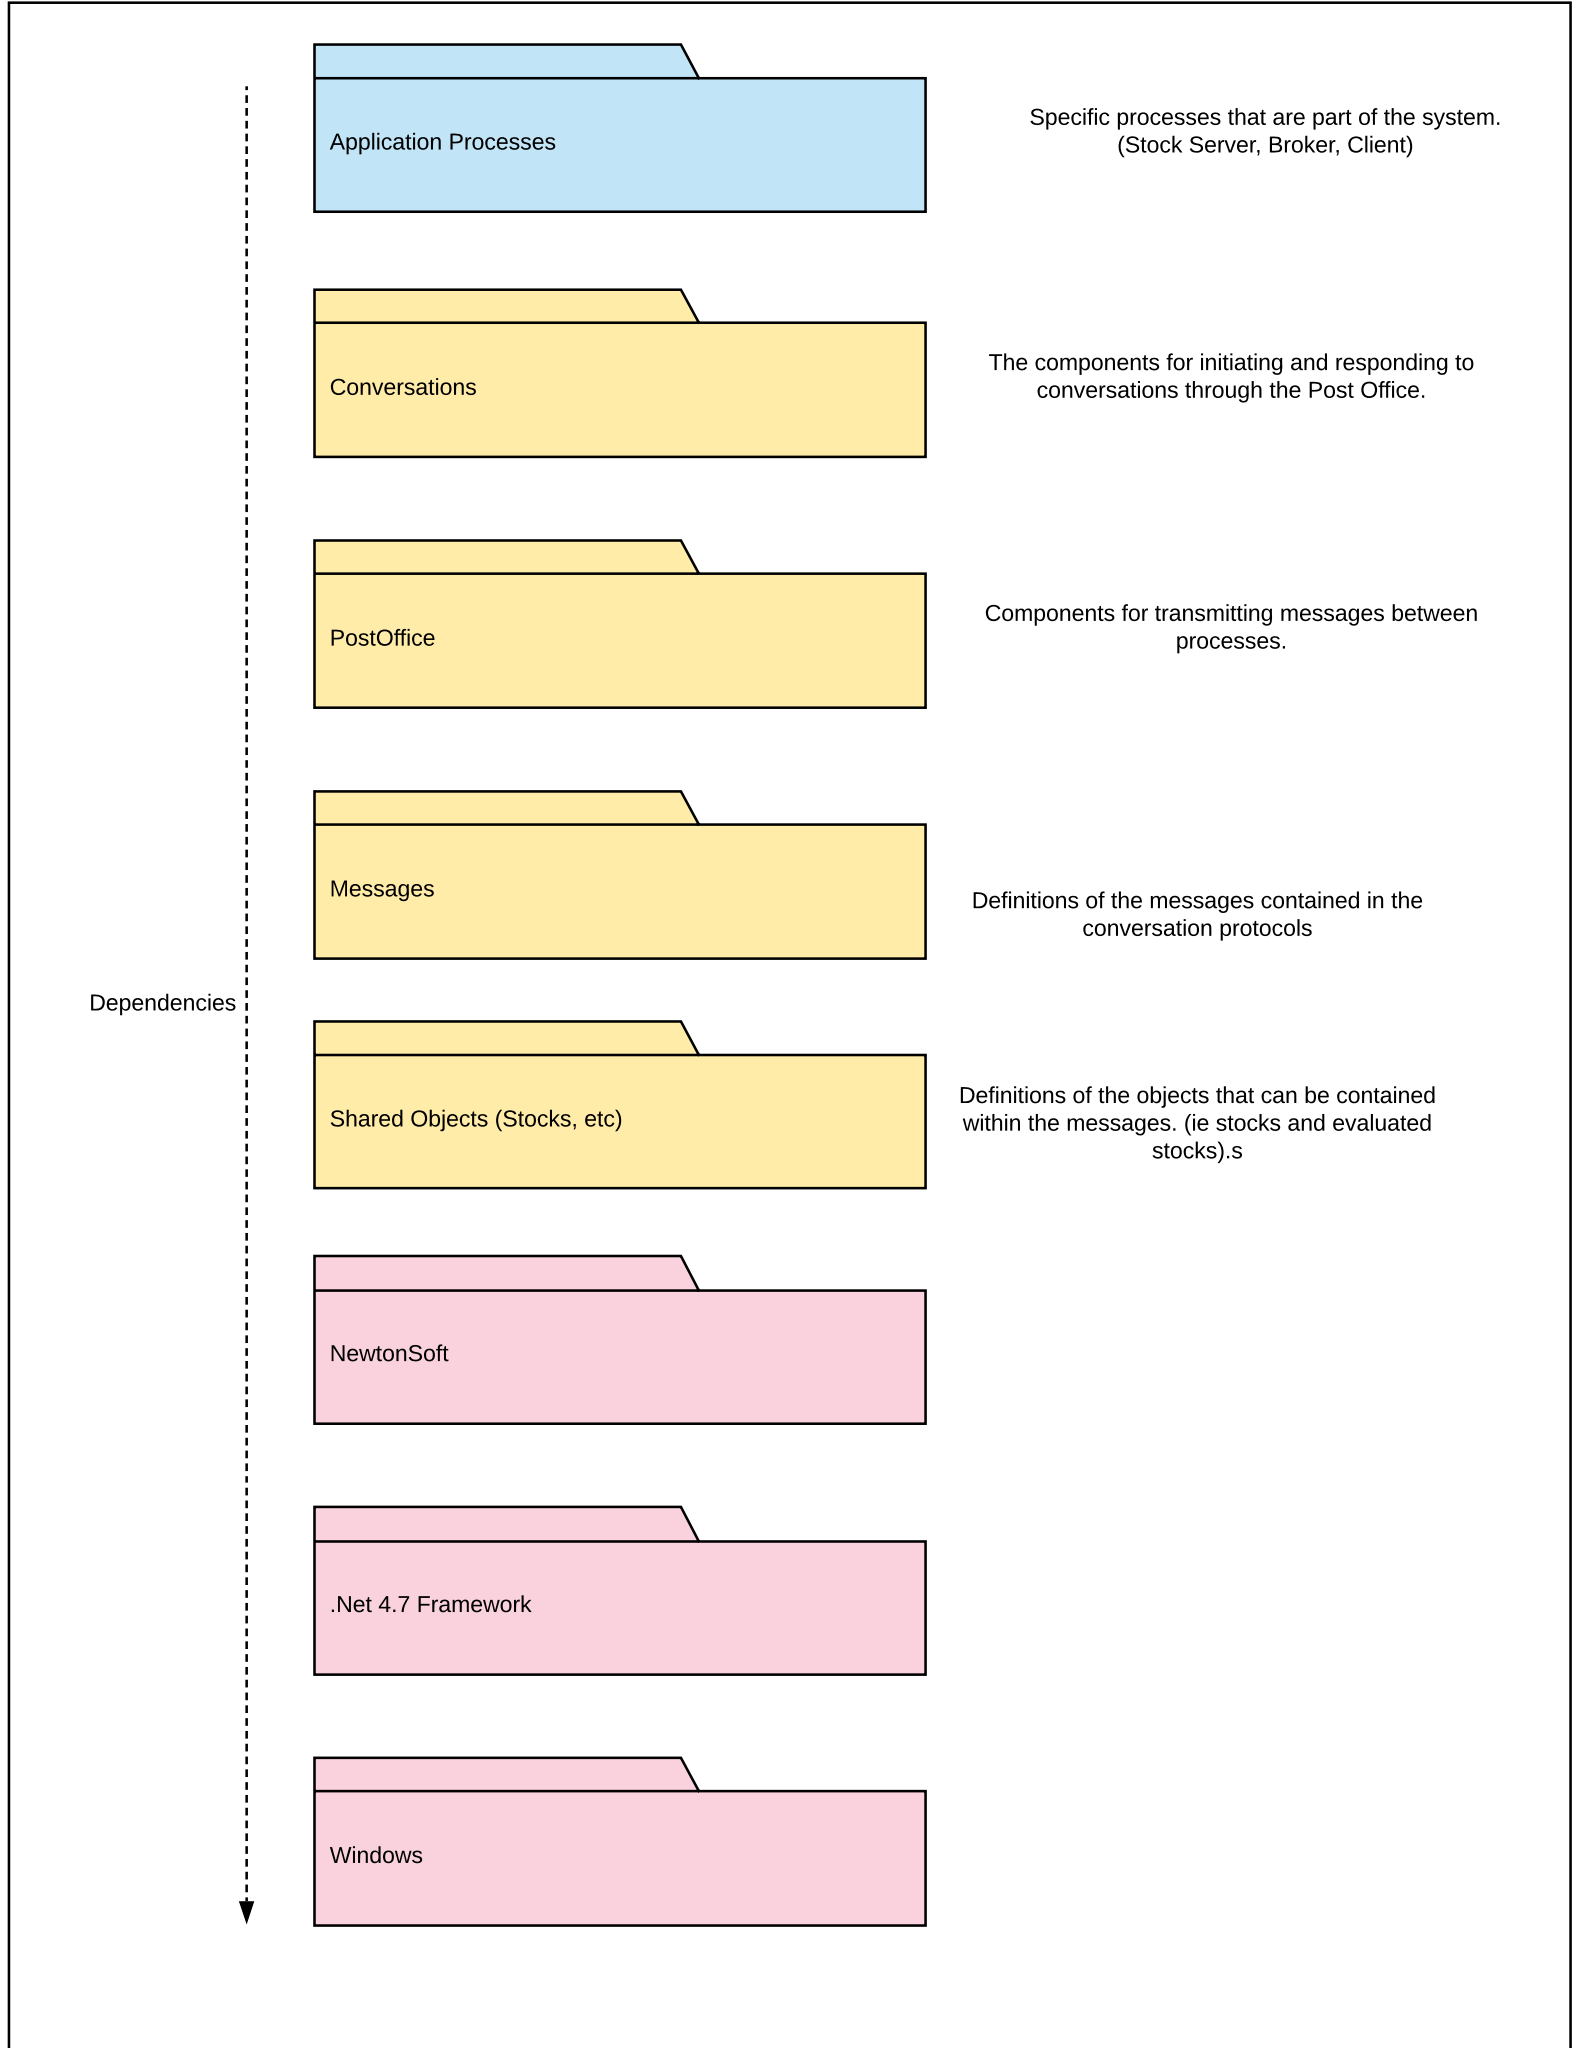 Application Processes
Specific processes that are part of the system.
(Stock Server, Broker, Client)
Conversations
The components for initiating and responding to
conversations through the Post Office.
PostOffice
Components for transmitting messages between
processes.
Messages
Definitions of the messages contained in the
conversation protocols
Dependencies
Shared Objects (Stocks, etc)
Definitions of the objects that can be contained
within the messages. (ie stocks and evaluated
stocks).s
NewtonSoft
.Net 4.7 Framework
Windows